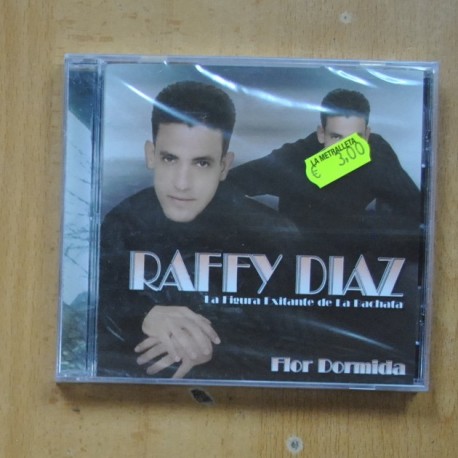 LA METRALLETA
€ 3,00
RAFFY DIAZ
La Figura Exitante de La Bachata
Flor Dormida